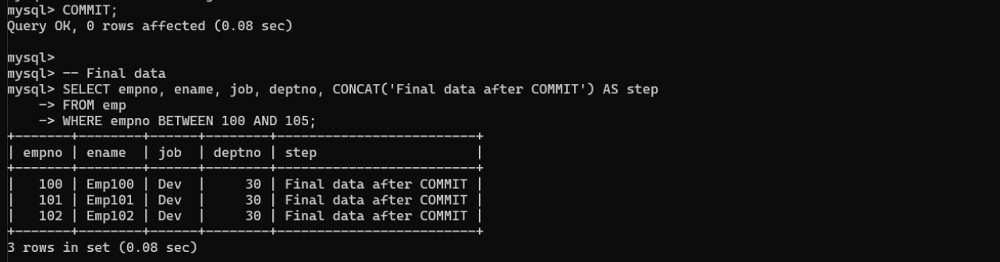 mysql> COMMIT;
Query OK, 0 rows affected (0.08 sec)
mysql>
mysql> -- Final data
mysql> SELECT empno, ename, job, deptno, CONCAT('Final data after COMMIT') AS step
    -> FROM emp
    -> WHERE empno BETWEEN 100 AND 105;
+-------+--------+------+--------+-------------------------+
| empno | ename  | job  | deptno | step                    |
+-------+--------+------+--------+-------------------------+
|   100 | Emp100 | Dev  |     30 | Final data after COMMIT |
|   101 | Emp101 | Dev  |     30 | Final data after COMMIT |
|   102 | Emp102 | Dev  |     30 | Final data after COMMIT |
+-------+--------+------+--------+-------------------------+
3 rows in set (0.08 sec)